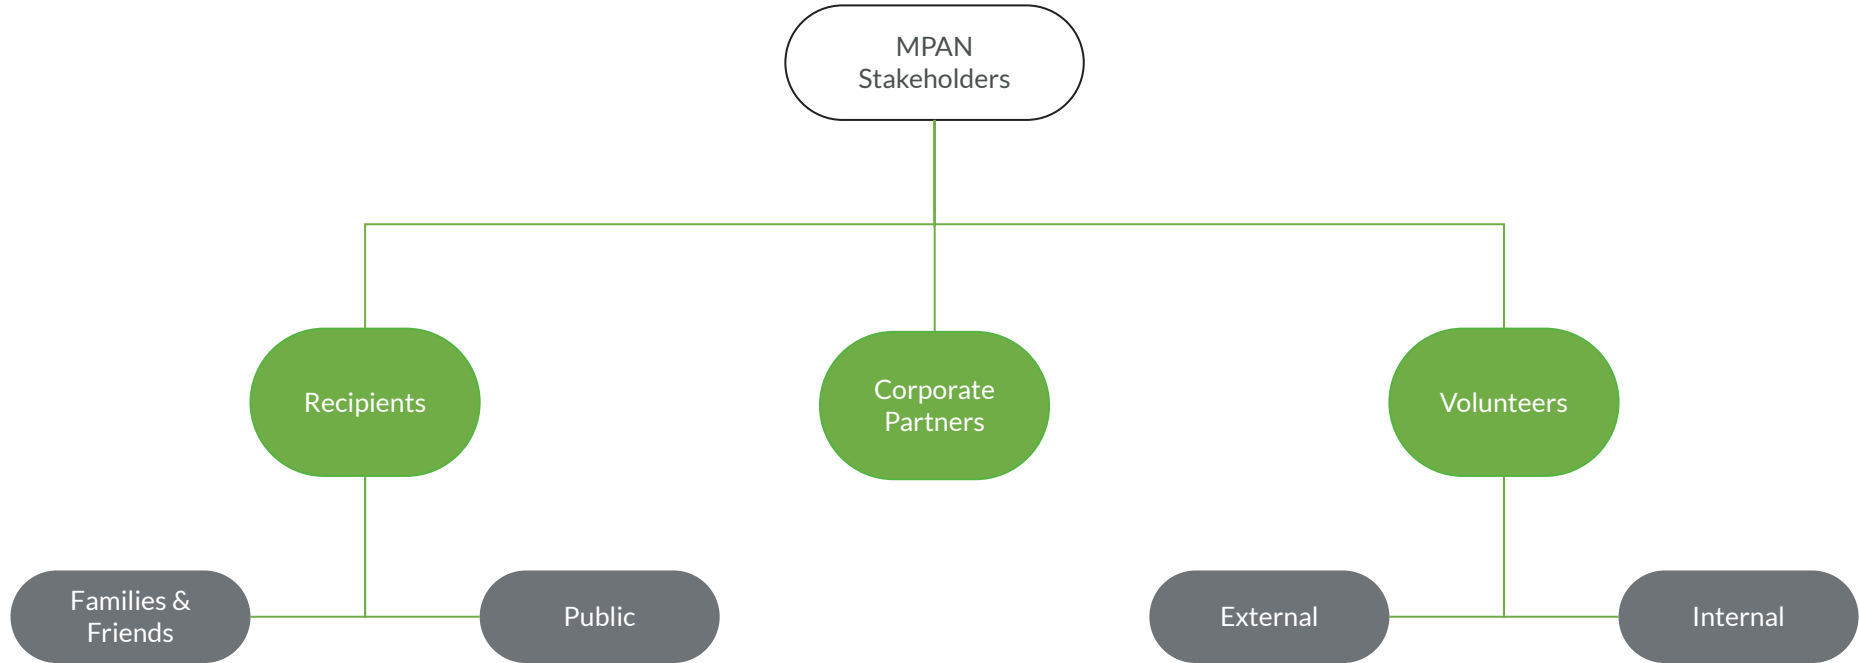 MPAN
Stakeholders
Recipients
Corporate
Partners
Volunteers
Families &
Friends
Public
External
Internal